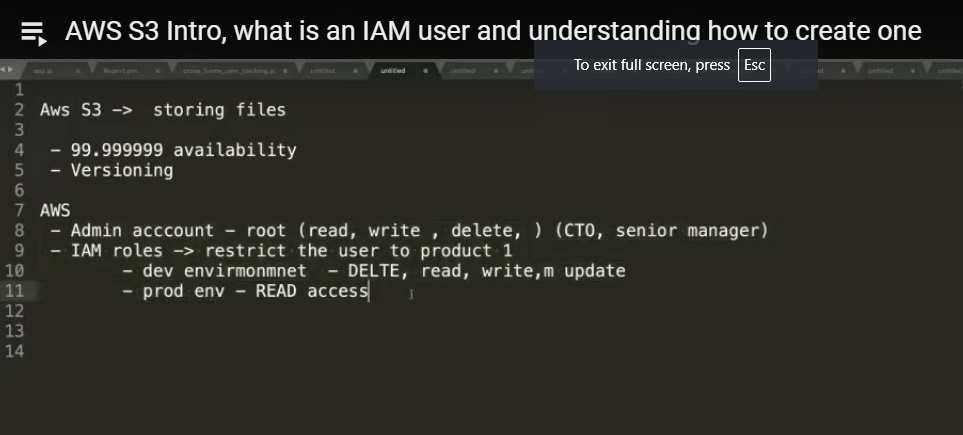 AWS S3 Intro, what is an IAM user and understanding how to create one
To exit full screen, press Esc
untitled
1
2 Aws S3 -> storing files
3
4 - 99.999999 availability
5 - Versioning
6
7 AWS
8 - Admin acccount - root (read, write , delete, ) (CTO, senior manager)
9 - IAM roles -> restrict the user to product 1
10 - dev envirmonmnet - DELTE, read, write,m update
11 - prod env - READ access
12
13
14